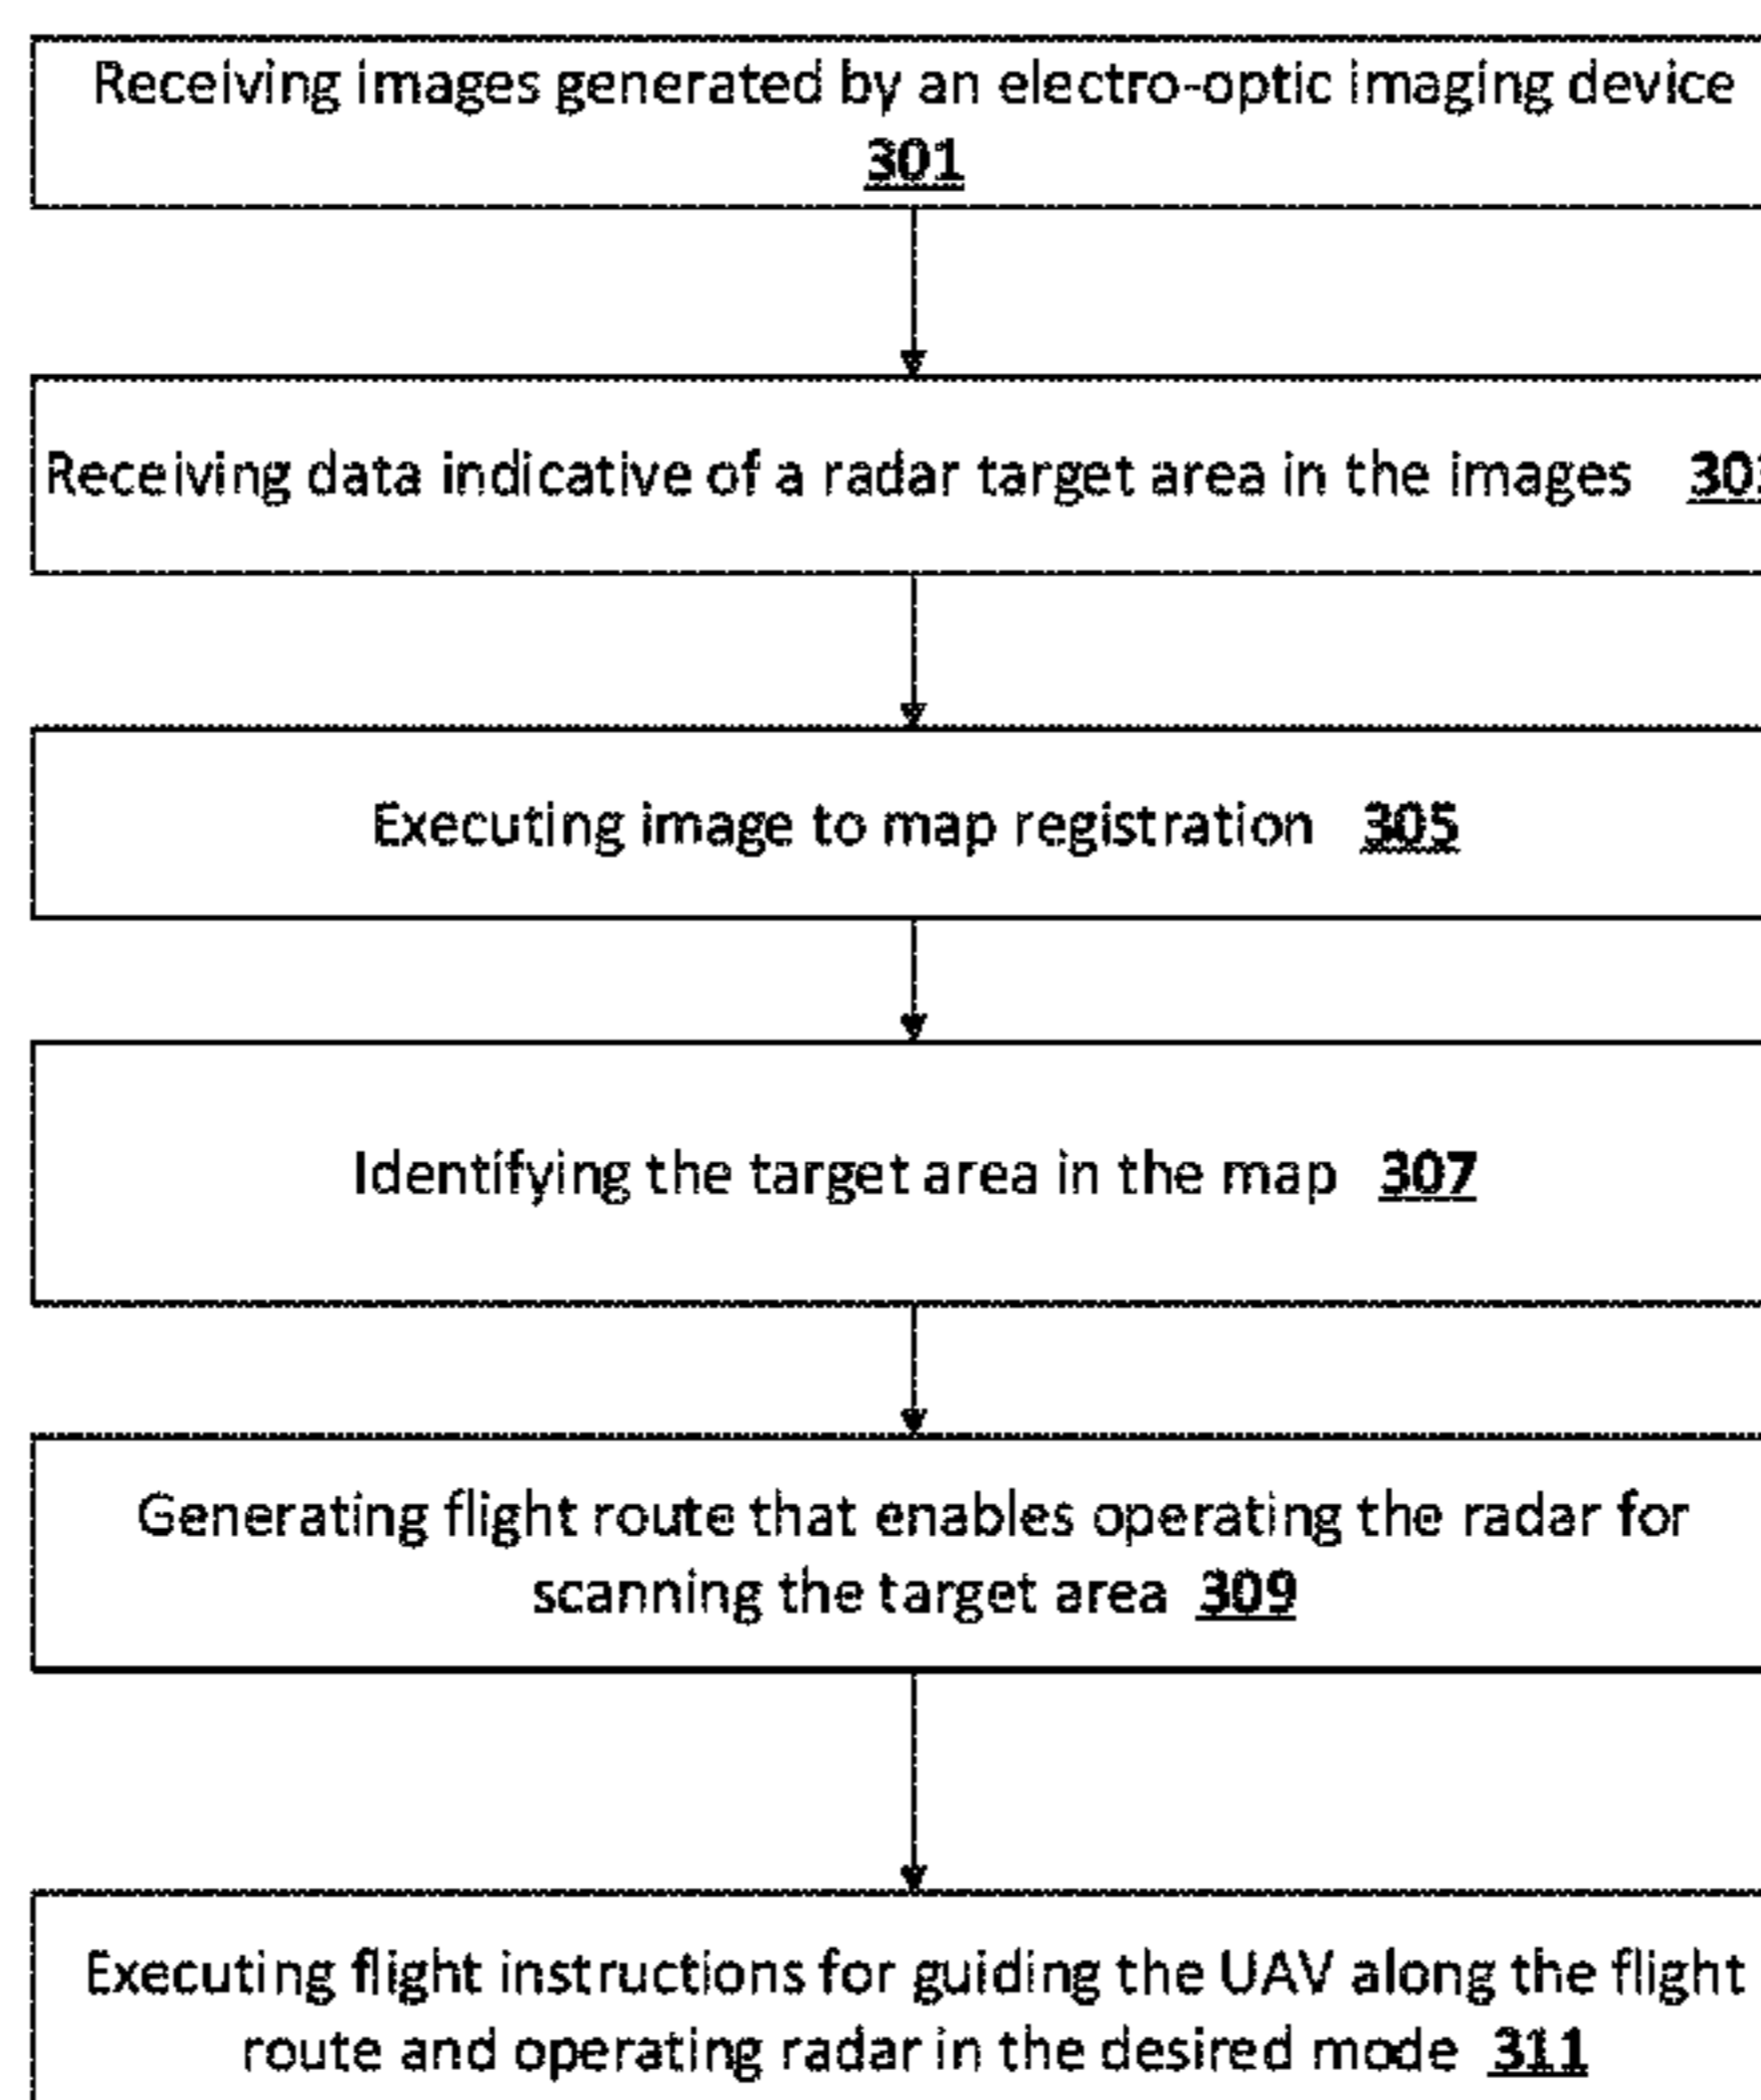 Receiving images generated by an electro-optic imaging device
301
Receiving data indicative of a radar target area in the images
Executing image to map registration 305
Identifying the target area in the map 307
Generating flight route that enables operating the radar for
scanning the target area 309
Executing flight instructions for guiding the UAV along the flight
route and operating radar in the desired mode 311